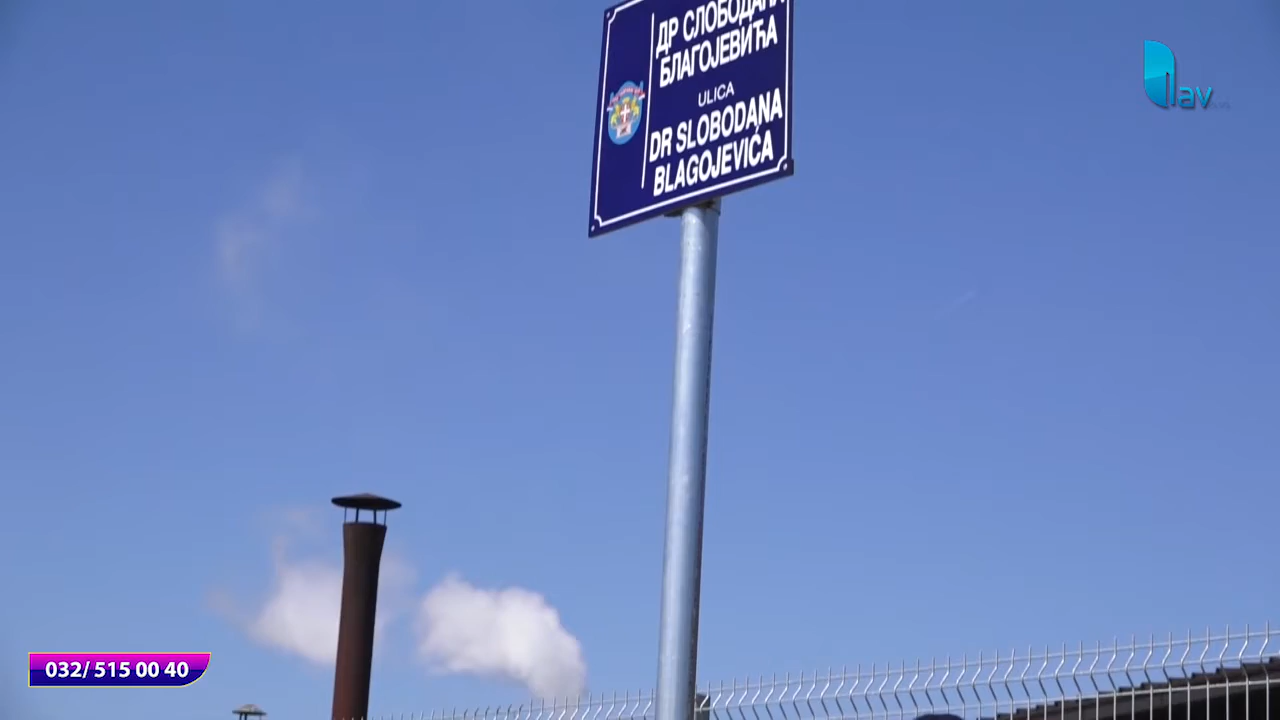 ДР СЛОБОДАНА
БЛАГОЈЕВИЋА
ULICA
DR SLOBODANA
BLAGOJEVIĆA
lav
032/ 515 00 40